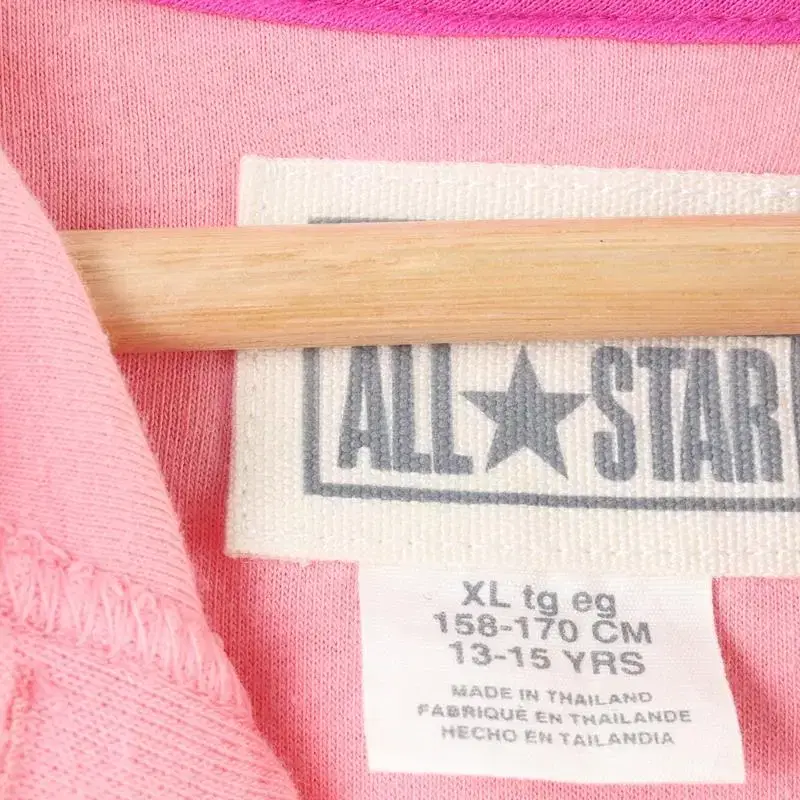 ALL★STAR
XL tg eg
158-170 CM
13-15 YRS
MADE IN THAILAND
FABRIQUÉ EN THAILANDE
HECHO EN TAILANDIA